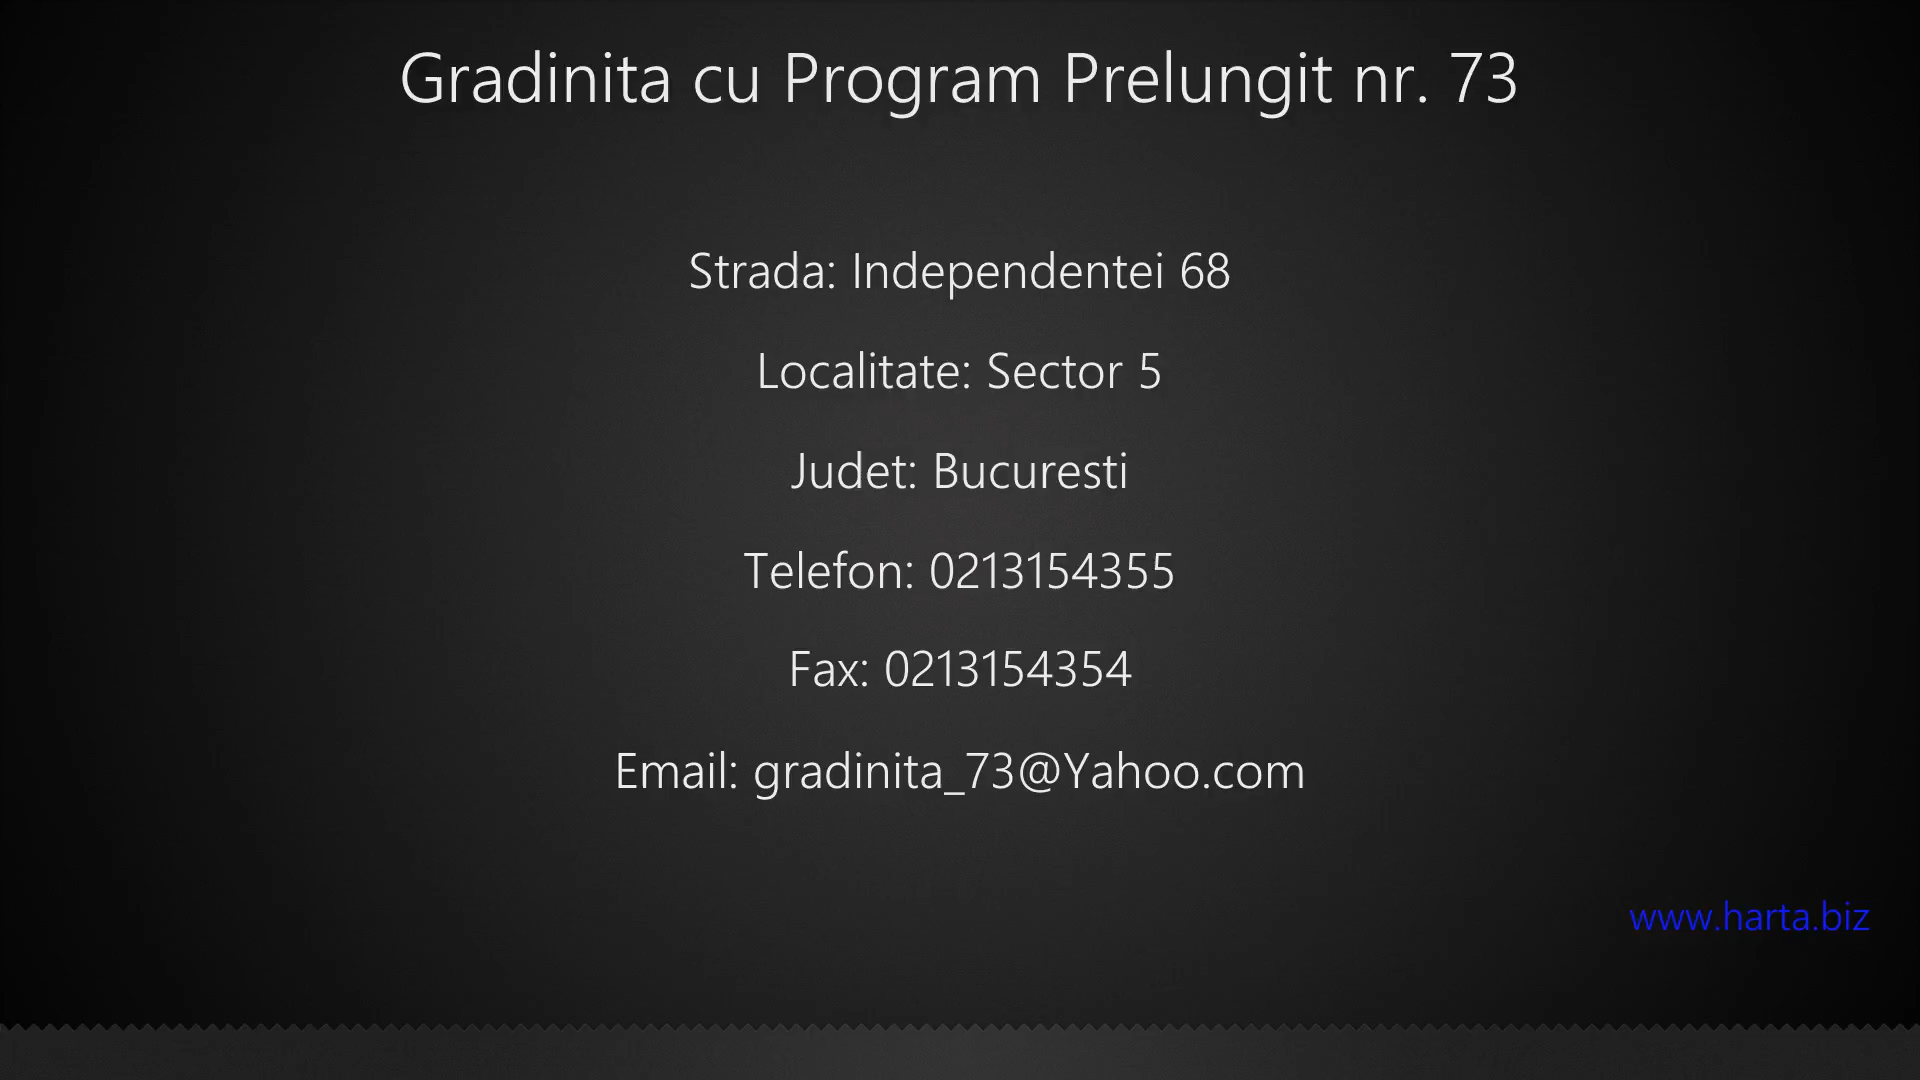 Gradinita cu Program Prelungit nr. 73
Strada: Independentei 68
Localitate: Sector 5
Judet: Bucuresti
Telefon: 0213154355
Fax: 0213154354
Email: gradinita_73@Yahoo.com
www.harta.biz